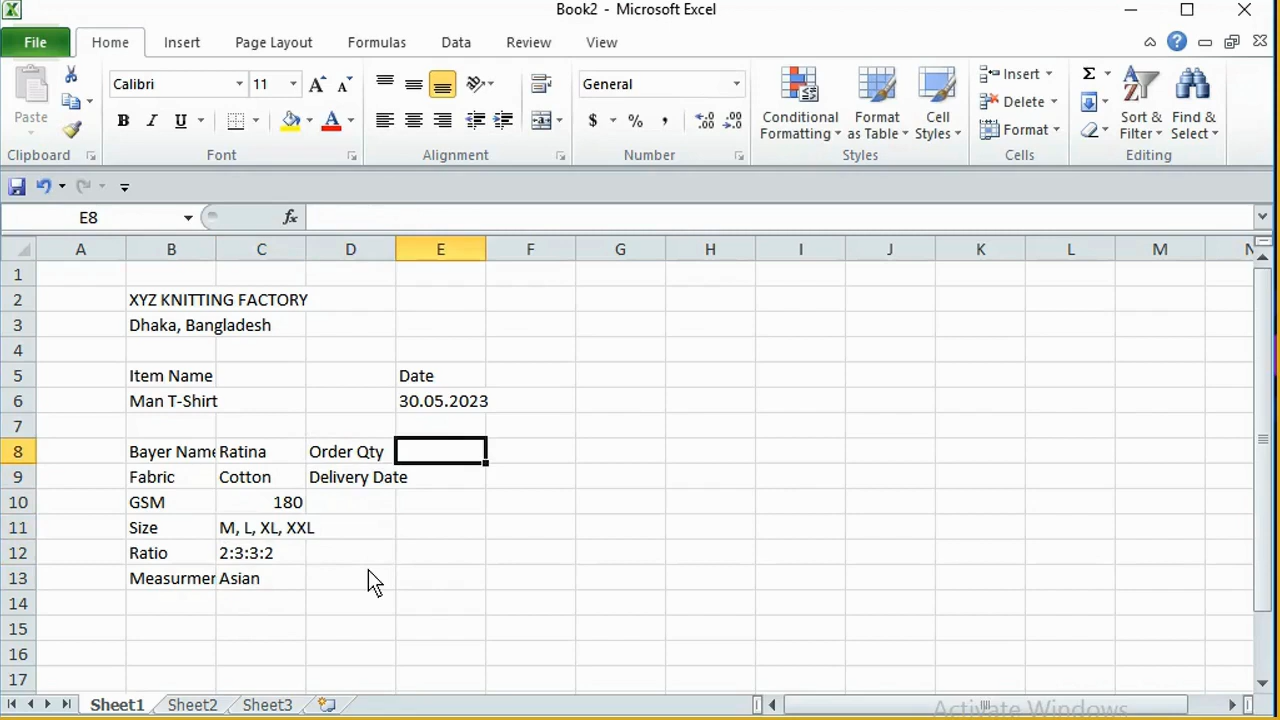 Book2 - Microsoft Excel
File Home Insert Page Layout Formulas Data Review View
Calibri 11 General Insert Σ
Paste Conditional Formatting Format as Table Cell Styles Delete Sort & Filter Find & Select
B I U $ % , .00 .00 Format
Clipboard Font Alignment Number Styles Cells Editing
E8 fx
A B C D E F G H I J K L M N
1
2 XYZ KNITTING FACTORY
3 Dhaka, Bangladesh
4
5 Item Name Date
6 Man T-Shirt 30.05.2023
7
8 Bayer Name Ratina Order Qty
9 Fabric Cotton Delivery Date
10 GSM 180
11 Size M, L, XL, XXL
12 Ratio 2:3:3:2
13 Measurmen Asian
14
15
16
17
Sheet1 Sheet2 Sheet3
Activate Windows